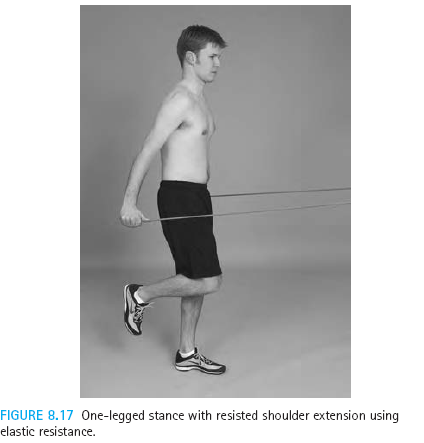 FIGURE 8.17 One-legged stance with resisted shoulder extension using
elastic resistance.